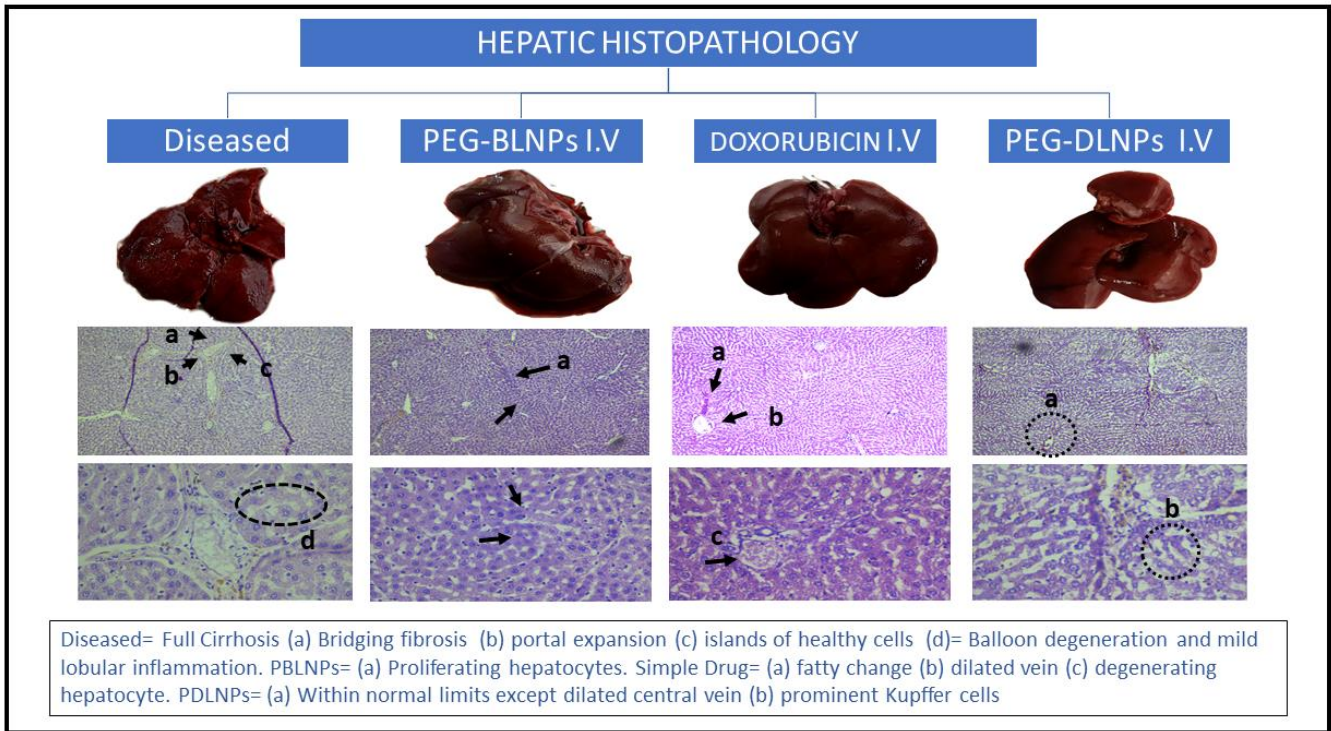 HEPATIC HISTOPATHOLOGY
Diseased
PEG-BLNPs I.V
DOXORUBICIN I.V
PEG-DLNPs I.V
a
b
c
a
a
b
a
d
c
b
Diseased= Full Cirrhosis (a) Bridging fibrosis (b) portal expansion (c) islands of healthy cells (d)= Balloon degeneration and mild
lobular inflammation. PBLNPs= (a) Proliferating hepatocytes. Simple Drug= (a) fatty change (b) dilated vein (c) degenerating
hepatocyte. PDLNPs= (a) Within normal limits except dilated central vein (b) prominent Kupffer cells